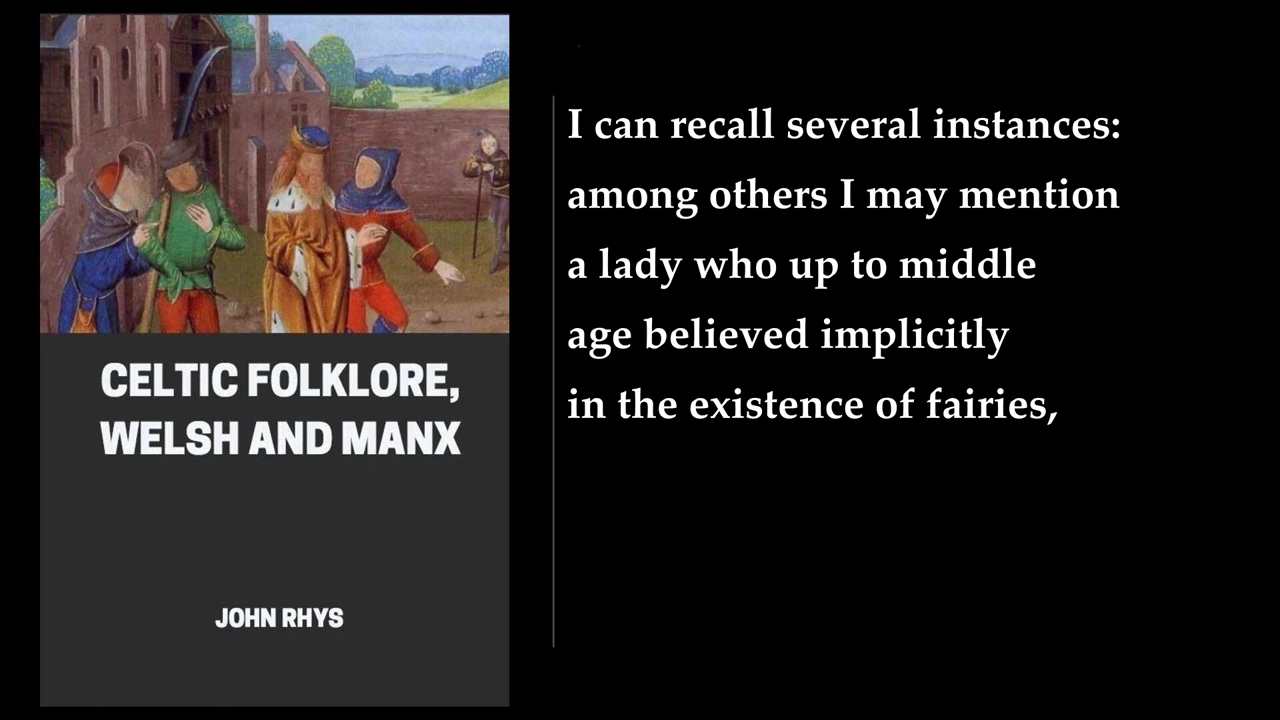 CELTIC FOLKLORE,
WELSH AND MANX
JOHN RHYS
I can recall several instances:
among others I may mention
a lady who up to middle
age believed implicitly
in the existence of fairies,